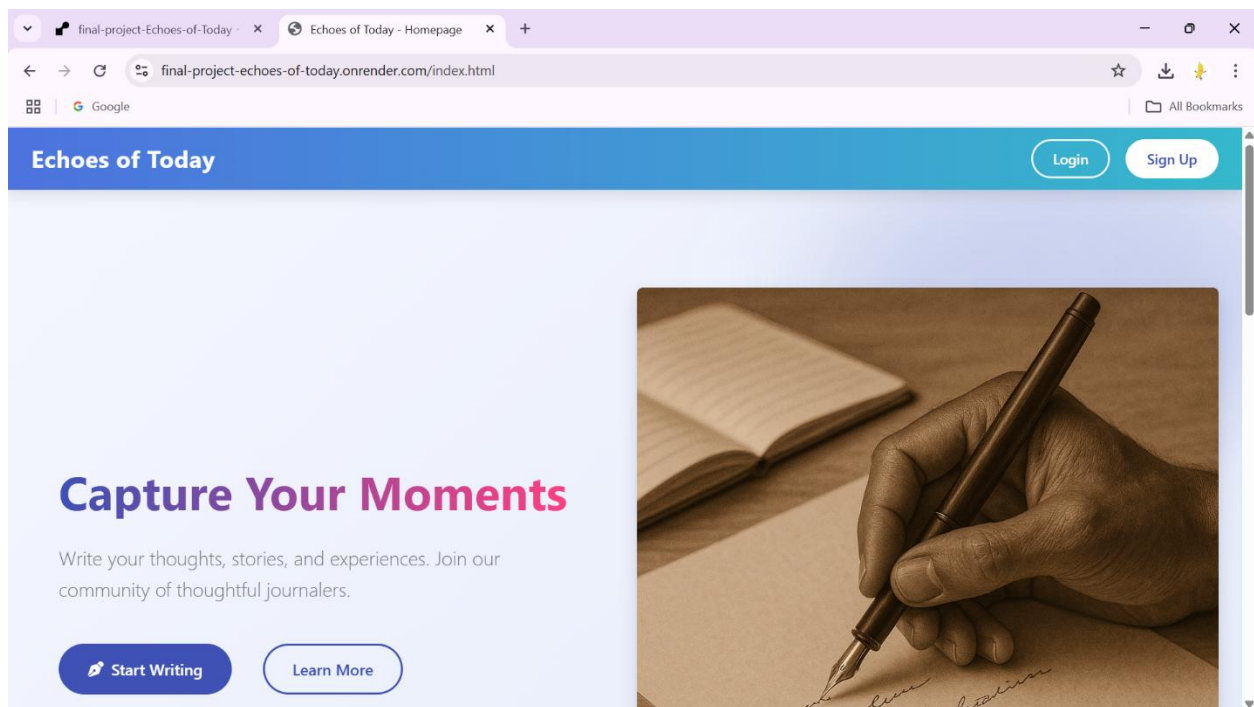 final-project-Echoes-of-Today -
Echoes of Today - Homepage
final-project-echoes-of-today.onrender.com/index.html
Google
All Bookmarks
Echoes of Today
Login
Sign Up
Capture Your Moments
Write your thoughts, stories, and experiences. Join our
community of thoughtful journalers.
Start Writing
Learn More